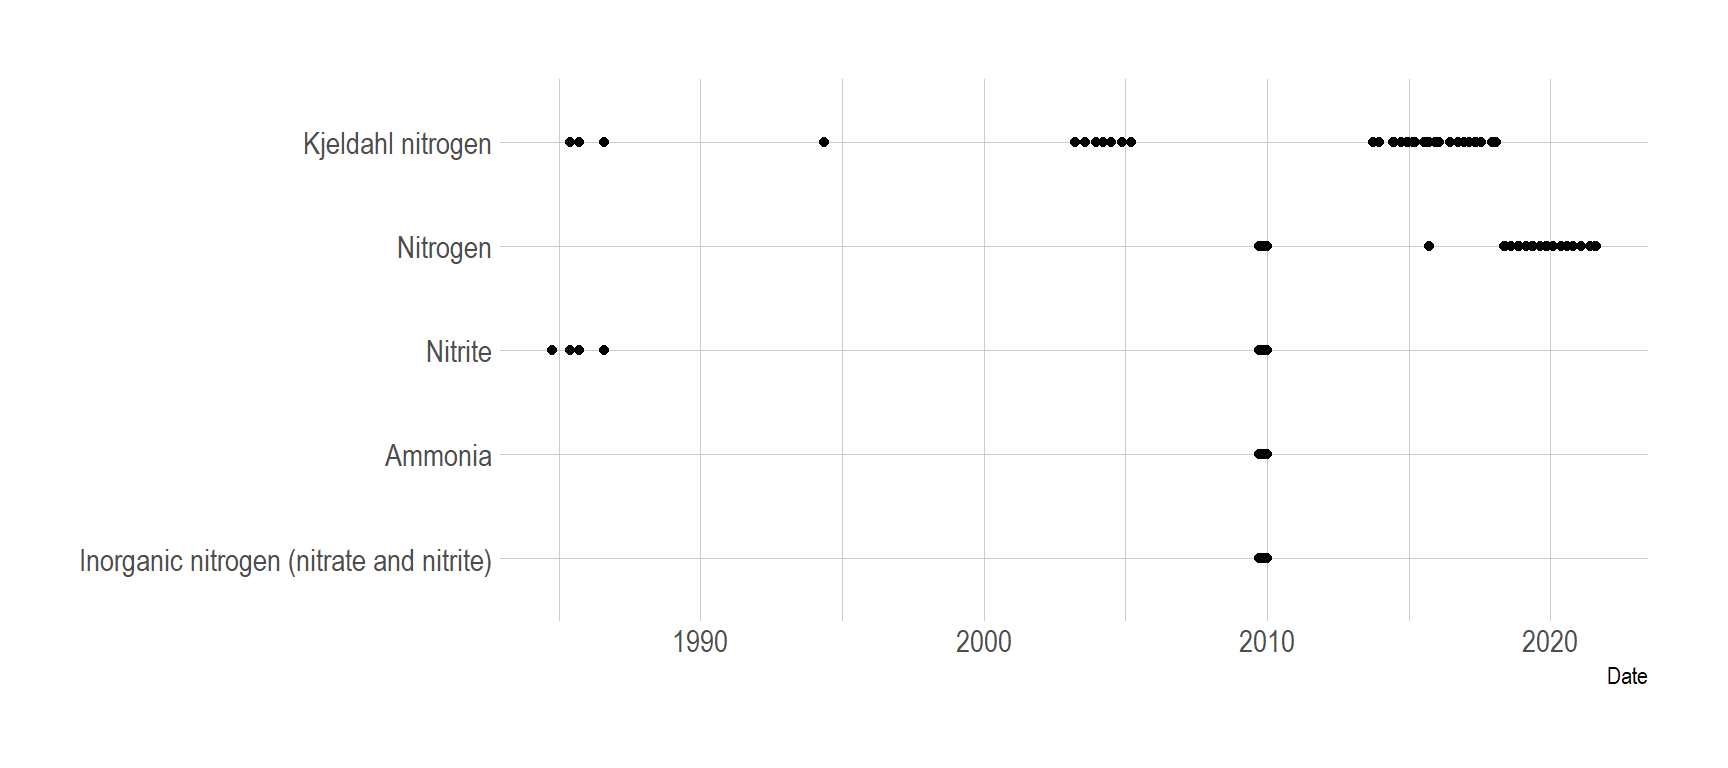 Kjeldahl nitrogen
Nitrogen
Nitrite
Ammonia
Inorganic nitrogen (nitrate and nitrite)
1990 2000 2010 2020
Date